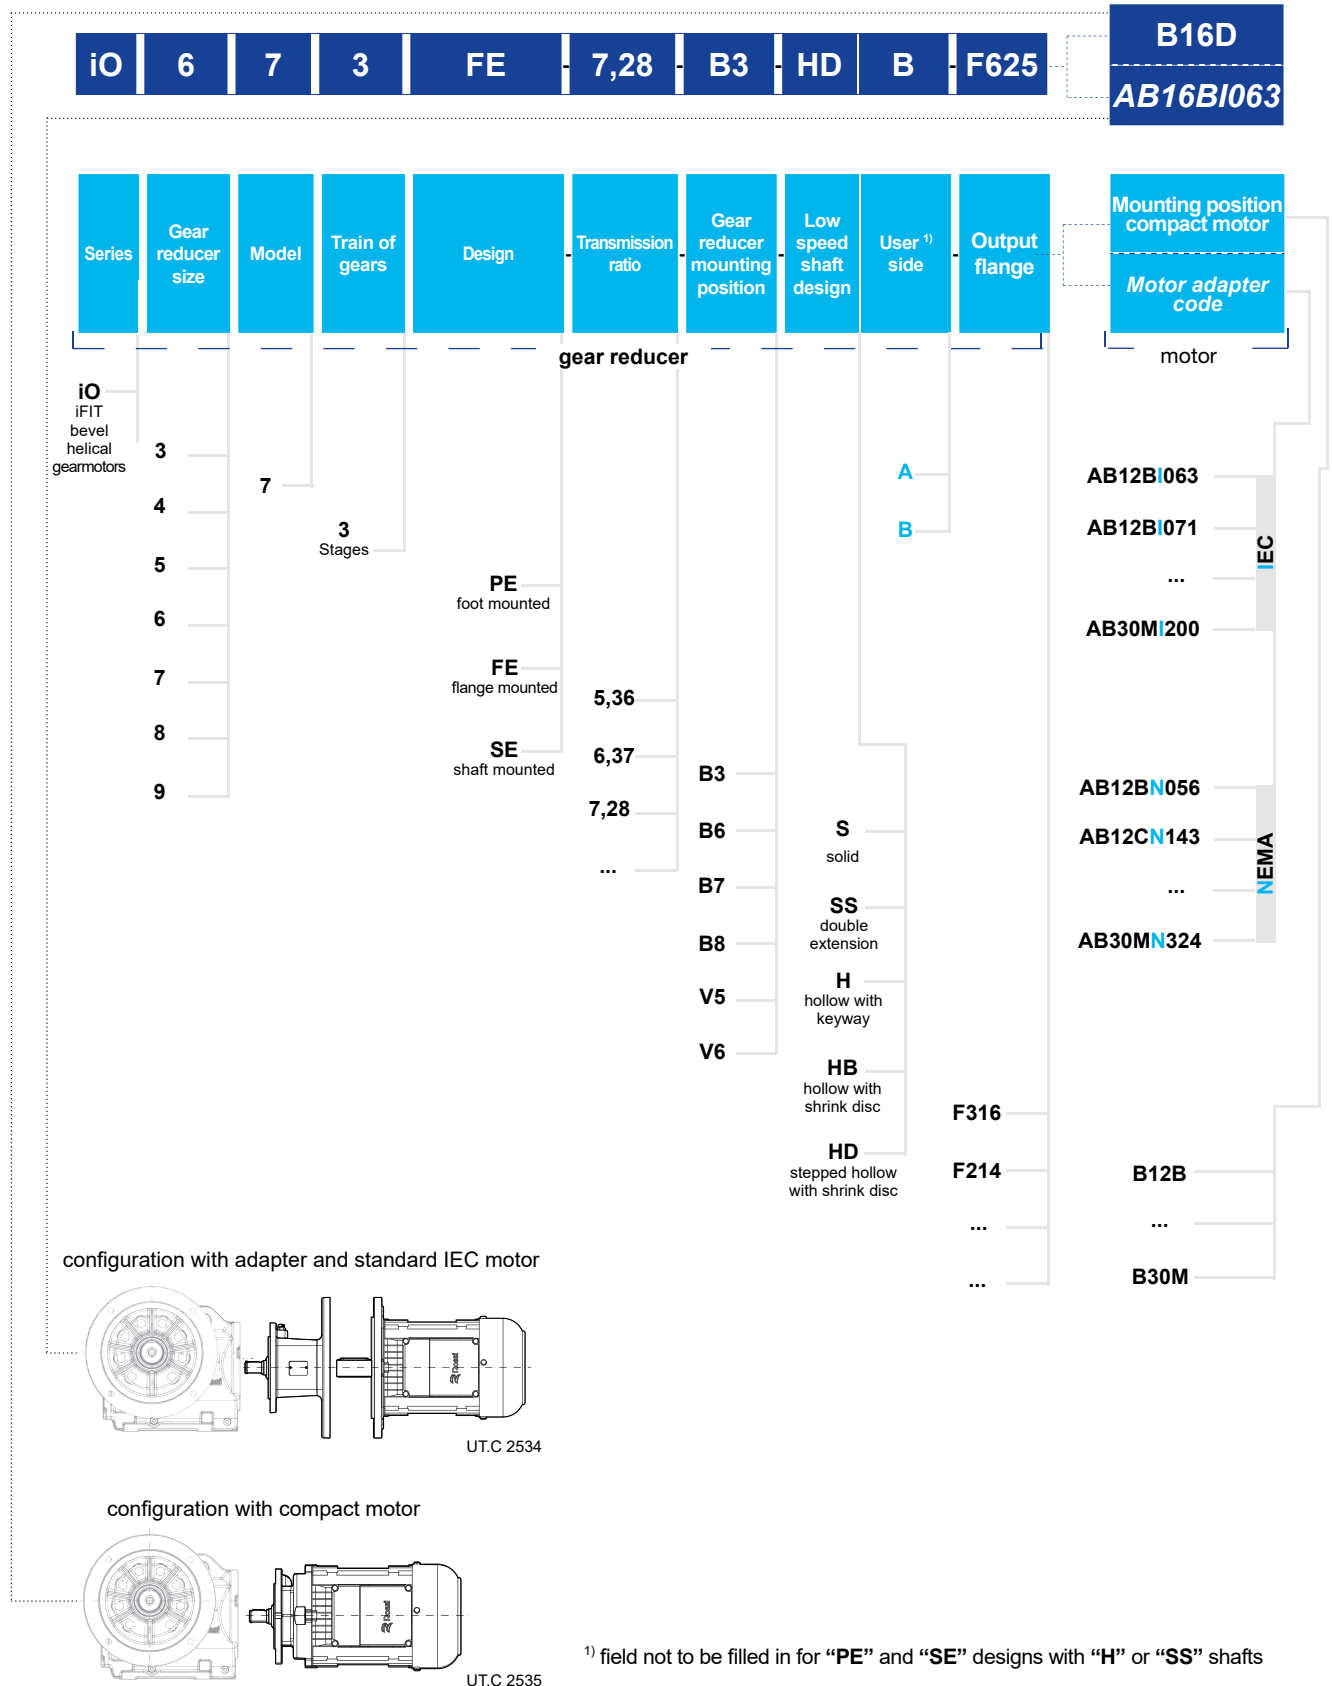 iO 6 7 3 FE - 7,28 - B3 - HD B - F625
B16D
AB16BI063
Series
Gear
reducer
size
Model
Train of
gears
Design
-
Transmission
ratio
-
Gear
reducer
mounting
position
-
Low
speed
shaft
design
User 1)
side
-
Output
flange
Mounting position
compact motor
Motor adapter
code
gear reducer
motor
iO
iFIT
bevel
helical
gearmotors
3
4
5
6
7
8
9
7
3
Stages
PE
foot mounted
FE
flange mounted
SE
shaft mounted
5,36
6,37
7,28
...
B3
B6
B7
B8
V5
V6
S
solid
SS
double
extension
H
hollow with
keyway
HB
hollow with
shrink disc
HD
stepped hollow
with shrink disc
A
B
F316
F214
...
...
AB12BI063
AB12BI071
...
AB30MI200
IEC
AB12BN056
AB12CN143
...
AB30MN324
NEMA
B12B
...
B30M
configuration with adapter and standard IEC motor
Rossi
UT.C 2534
configuration with compact motor
Rossi
UT.C 2535
1) field not to be filled in for “PE” and “SE” designs with “H” or “SS” shafts